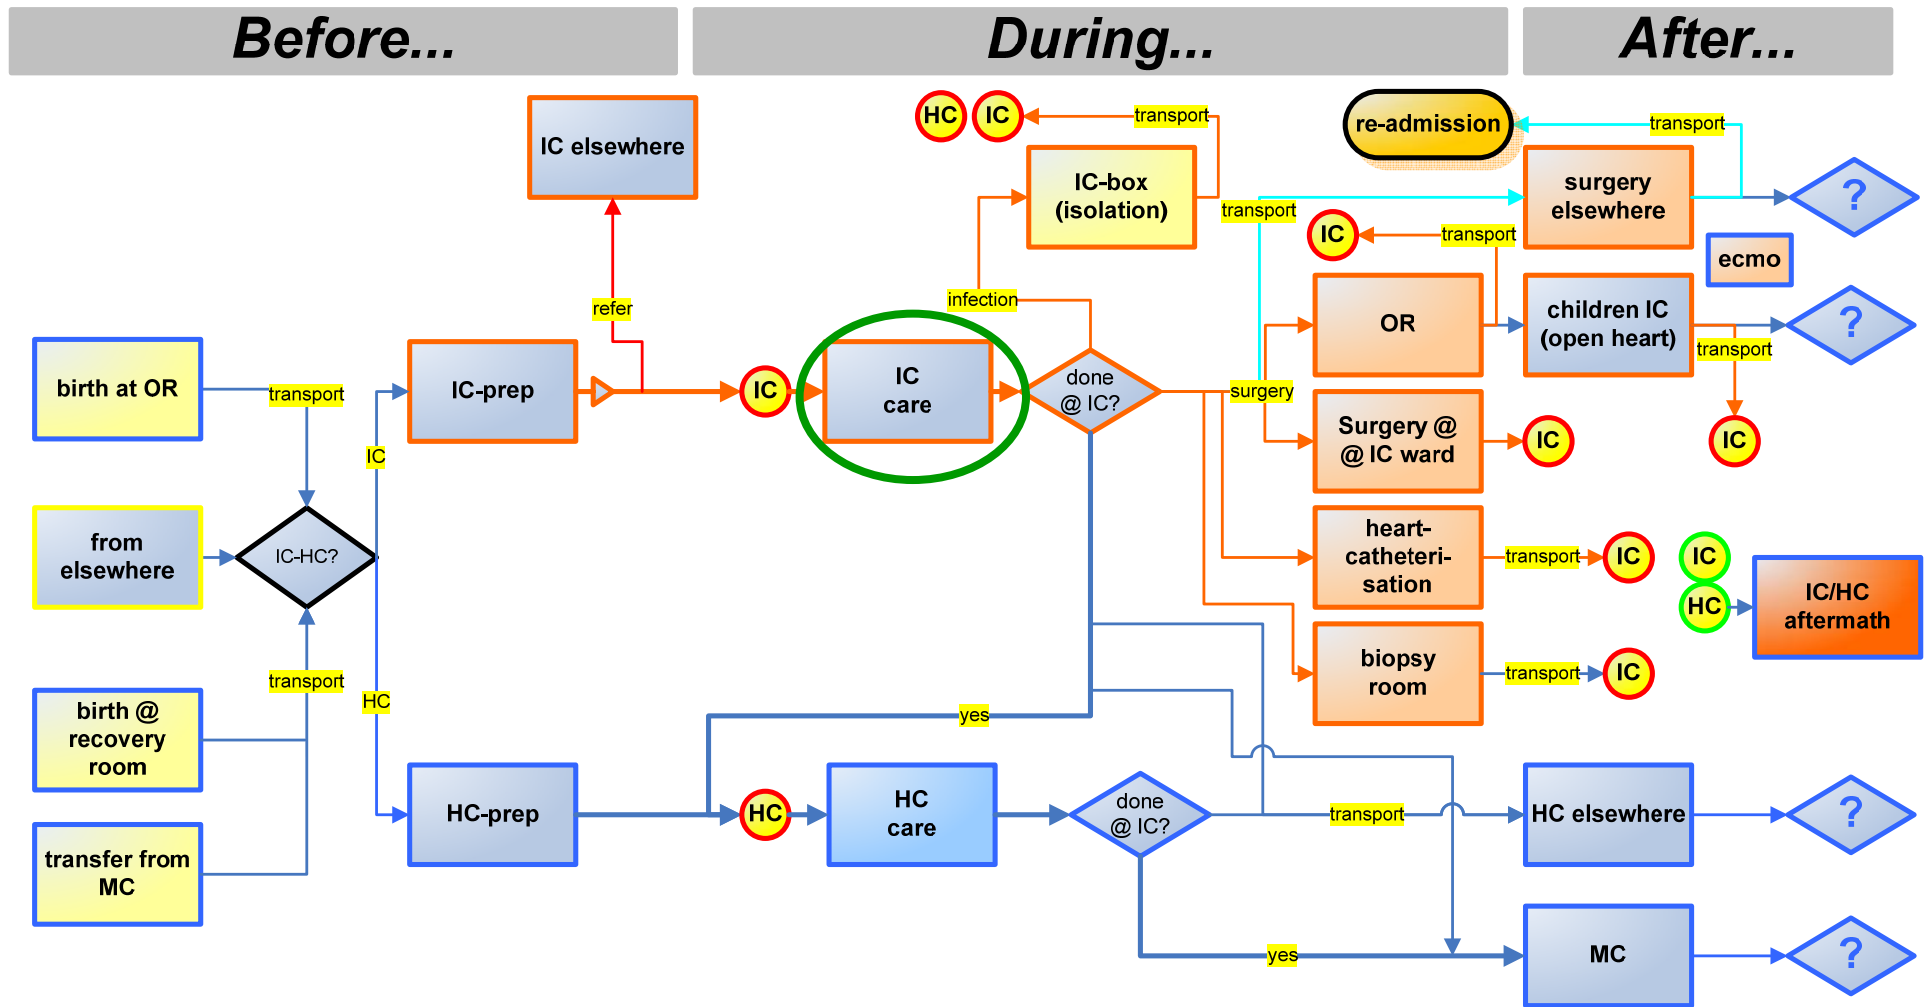 Before...
During...
After...
IC elsewhere
HC
IC
transport
re-admission
transport
IC-box
(isolation)
transport
surgery
elsewhere
?
IC
transport
ecmo
infection
refer
OR
children IC
(open heart)
?
transport
birth at OR
transport
IC-prep
IC
IC
care
done
@ IC?
surgery
Surgery @
@ IC ward
IC
IC
IC
from
elsewhere
IC-HC?
heart-
catheteri-
sation
transport
IC
IC
HC
IC/HC
aftermath
transport
HC
birth @
recovery
room
yes
biopsy
room
transport
IC
transfer from
MC
HC-prep
HC
HC
care
done
@ IC?
transport
HC elsewhere
?
yes
MC
?